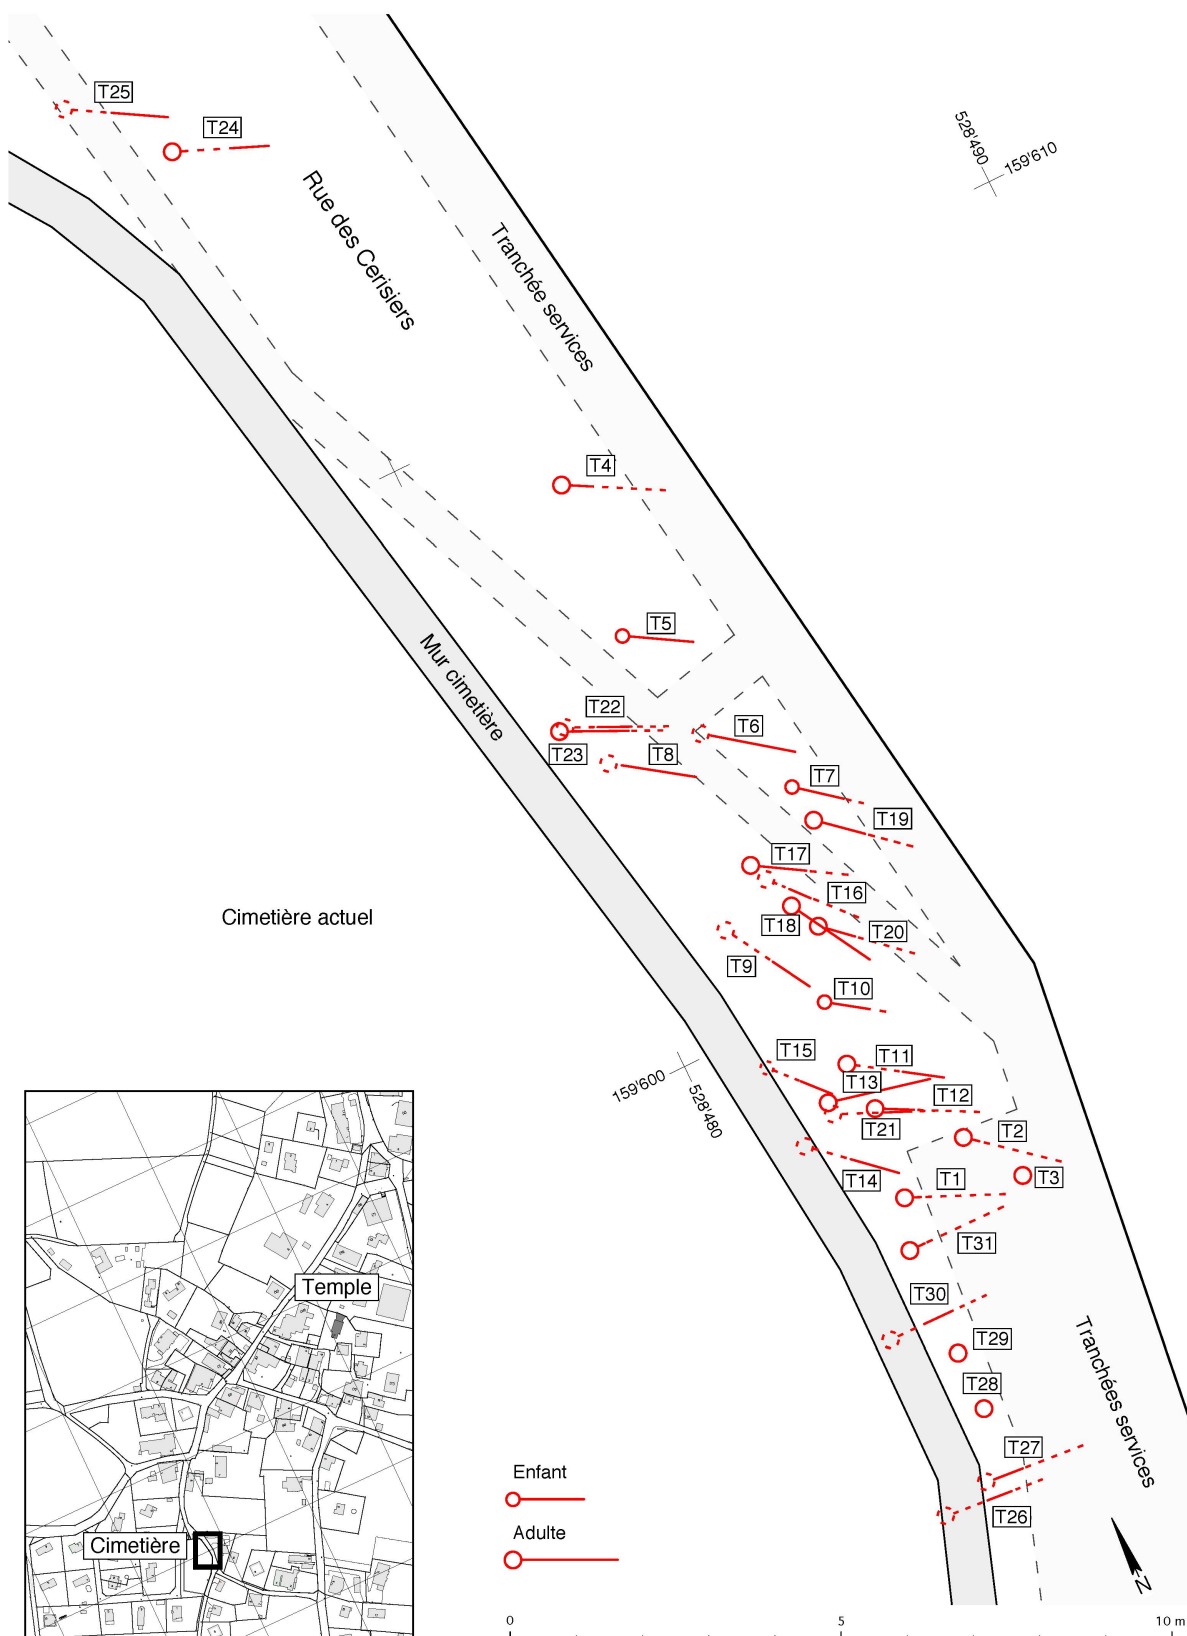 T25
T24
528'490
159'610
Rue des Cerisiers
Tranchée services
T4
T5
Mur cimetière
T22
T6
T23
T8
T7
T19
T17
T16
T18
T20
Cimetière actuel
T9
T10
T15
T11
T13
159'600
528'480
T12
T21
T2
T14
T1
T3
T31
Temple
T30
T29
T28
Tranchées services
T27
Enfant
T26
Adulte
Cimetière
N
0
5
10 m